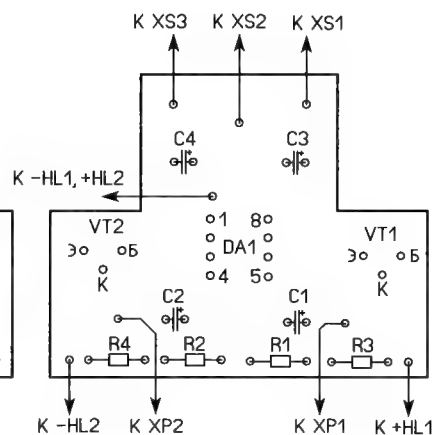 К XS3
К XS2
К XS1
C4
C3
К -HL1, +HL2
1
8
VT2
DA1
VT1
Э
Б
Э
Б
К
4
5
К
C2
C1
R4
R2
R1
R3
К -HL2
К XP2
К XP1
К +HL1